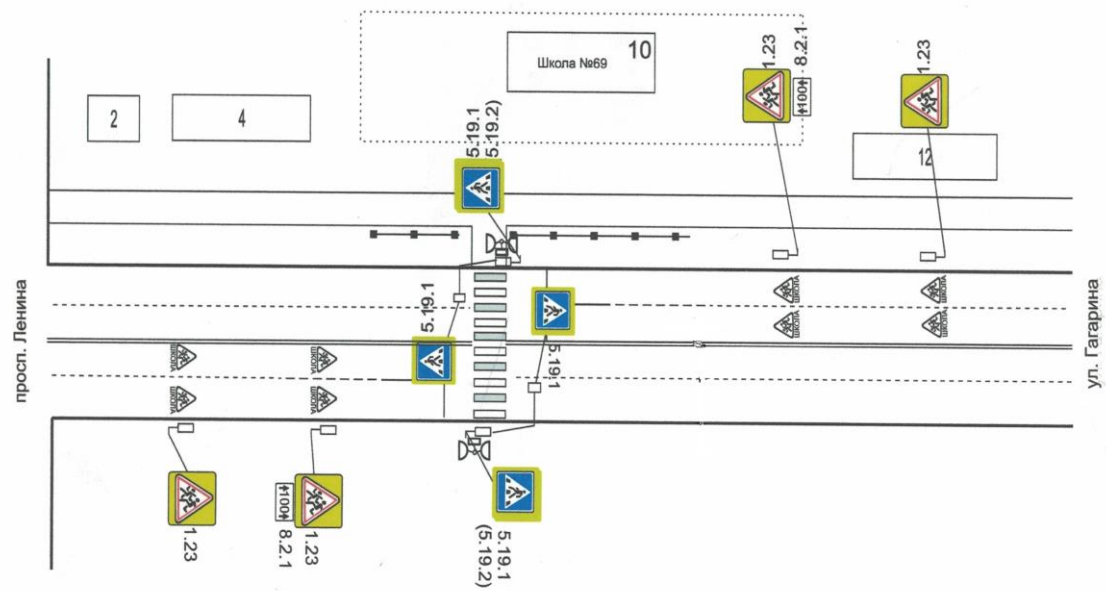 2
4
Школа №69
10
12
1.23
8.2.1
↑100↑
1.23
5.19.1
5.19.2)
5.19.1
5.19.1
просп. Ленина
ул. Гагарина
ШКОЛА
ШКОЛА
ШКОЛА
ШКОЛА
ШКОЛА
ШКОЛА
ШКОЛА
ШКОЛА
1.23
↑100↑
8.2.1
1.23
5.19.1
(5.19.2)